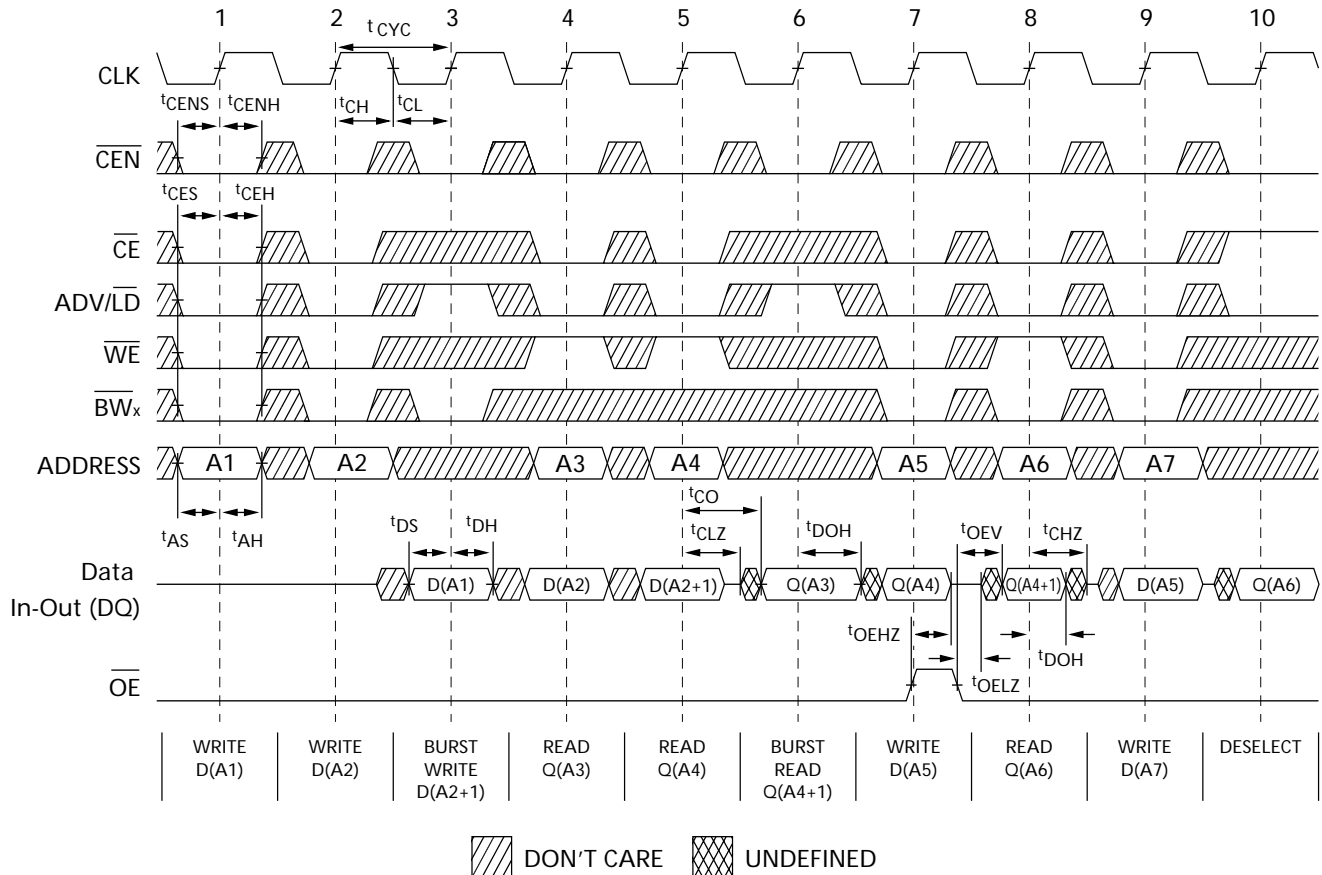 1 2 3 4 5 6 7 8 9 10
tCYC
CLK
tCENS tCENH tCH tCL
CEN
tCES tCEH
CE
ADV/LD
WE
BWx
ADDRESS A1 A2 A3 A4 A5 A6 A7
tCO
tAS tAH tDS tDH tCLZ tDOH tOEV tCHZ
Data
In-Out (DQ)
D(A1) D(A2) D(A2+1) Q(A3) Q(A4) Q(A4+1) D(A5) Q(A6)
tOEHZ tDOH
tOELZ
OE
WRITE
D(A1)
WRITE
D(A2)
BURST
WRITE
D(A2+1)
READ
Q(A3)
READ
Q(A4)
BURST
READ
Q(A4+1)
WRITE
D(A5)
READ
Q(A6)
WRITE
D(A7)
DESELECT
DON'T CARE UNDEFINED